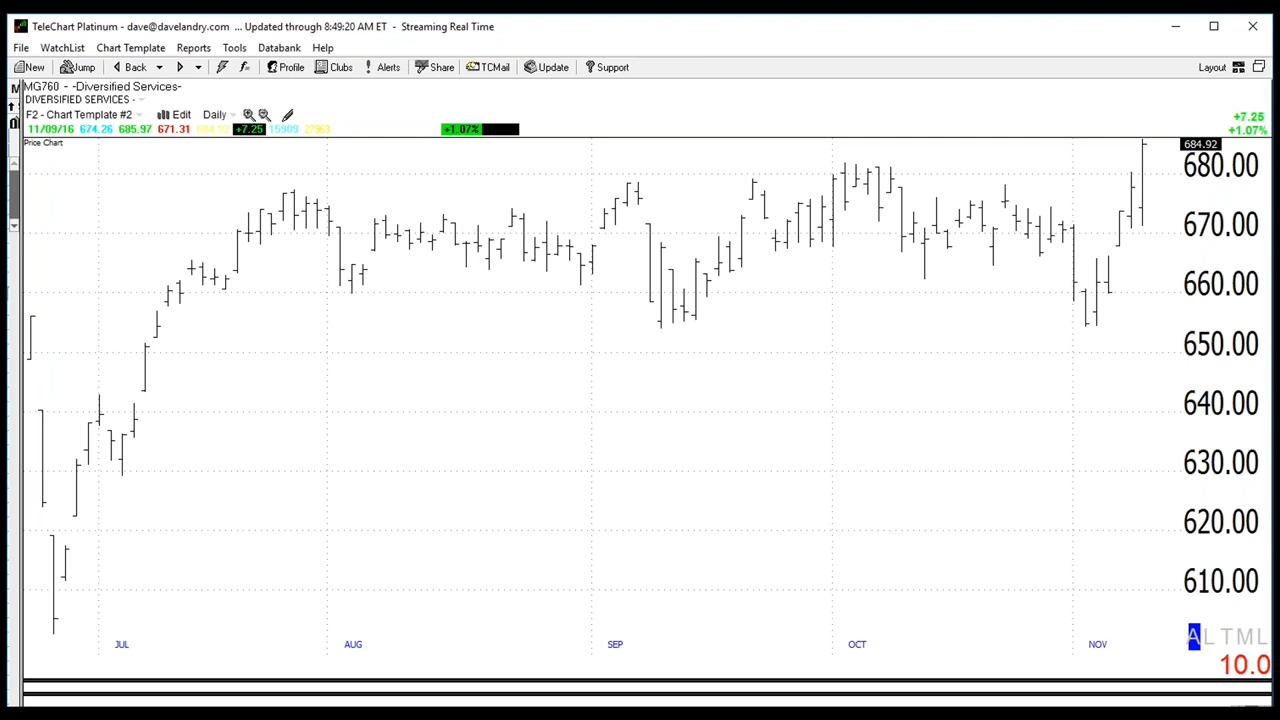 TeleChart Platinum - dave@davelandry.com ... Updated through 8:49:20 AM ET - Streaming Real Time
File WatchList Chart Template Reports Tools Databank Help
New Jump Back Profile Clubs Alerts Share TCMail Update Support Layout
MG760 - -Diversified Services-
DIVERSIFIED SERVICES -
F2 - Chart Template #2 Edit Daily
+7.25
11/09/16 674.26 685.97 671.31 684.92 +7.25 15909 27963 +1.07%
+1.07%
Price Chart
684.92
680.00
670.00
660.00
650.00
640.00
630.00
620.00
610.00
JUL AUG SEP OCT NOV
A L T M L
10.0